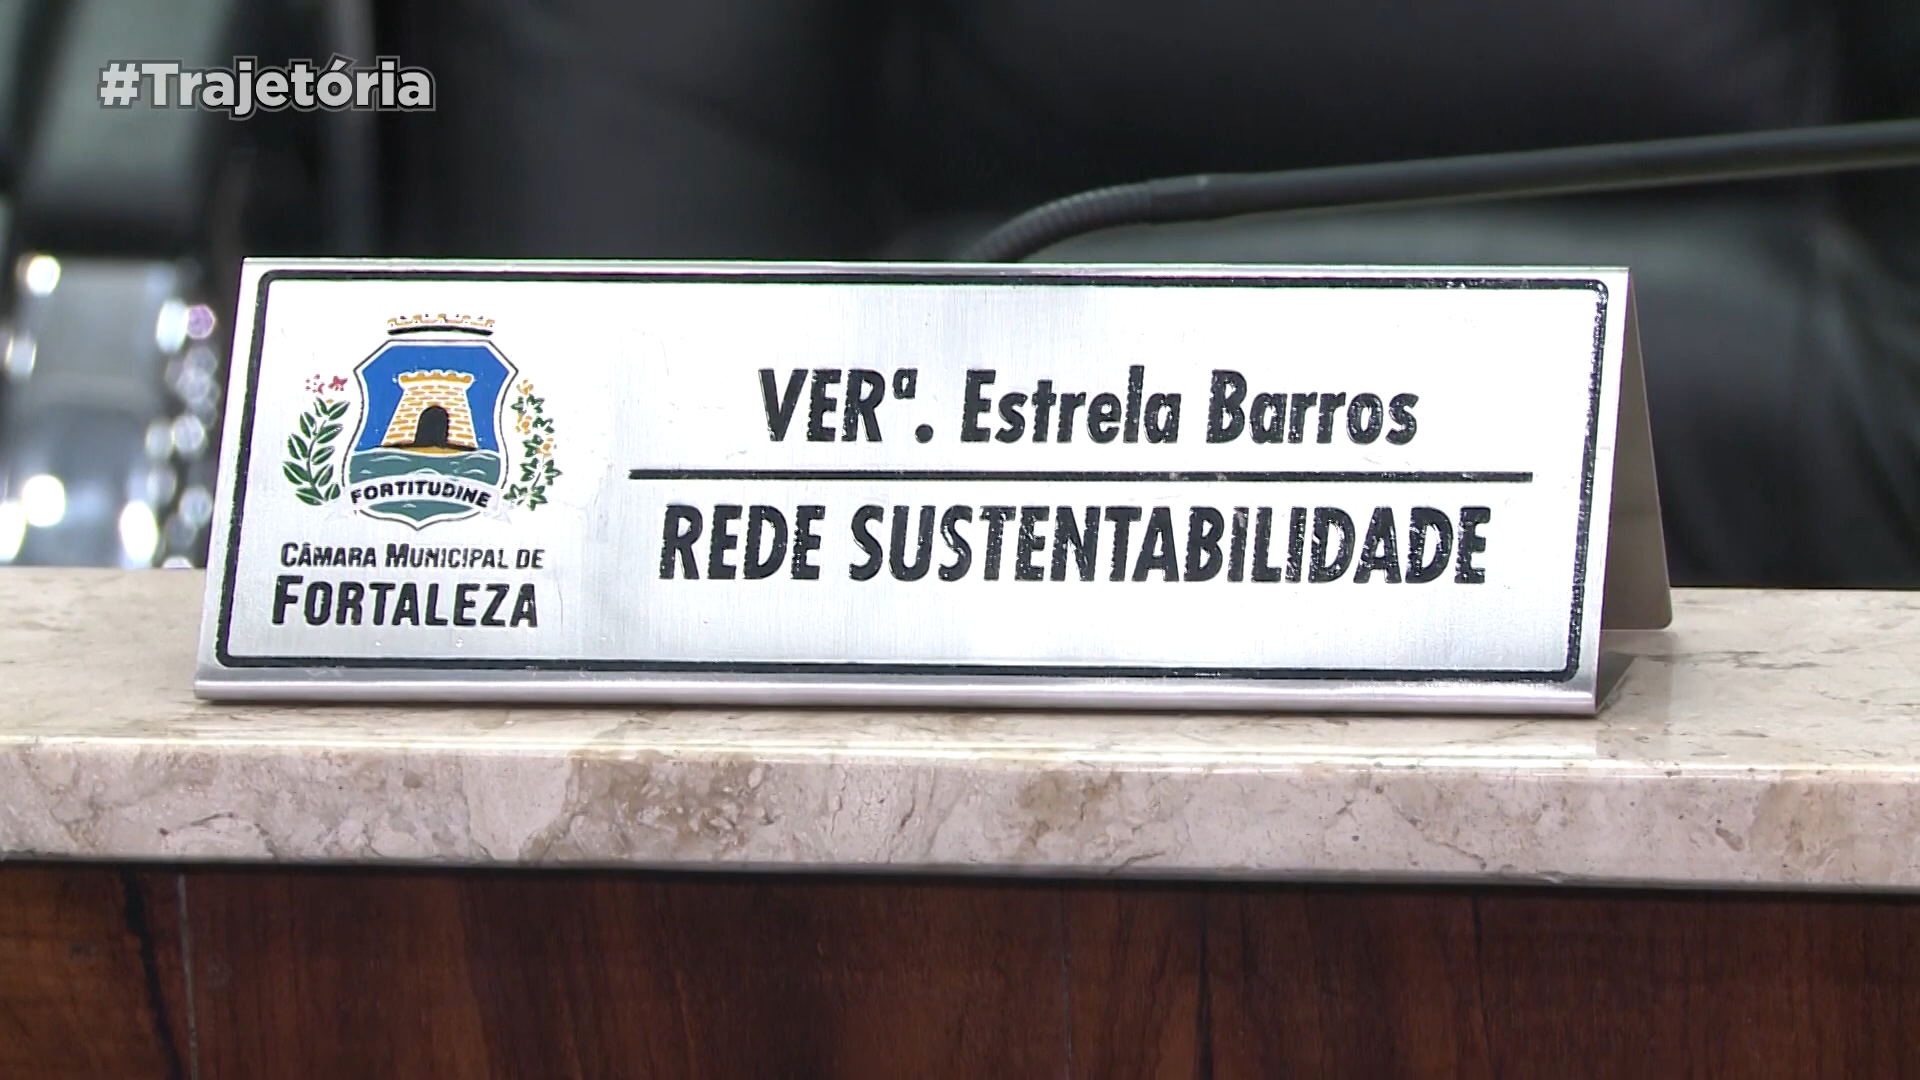 #Trajetória
VERª. Estrela Barros
REDE SUSTENTABILIDADE
FORTITUDINE
CÂMARA MUNICIPAL DE
FORTALEZA